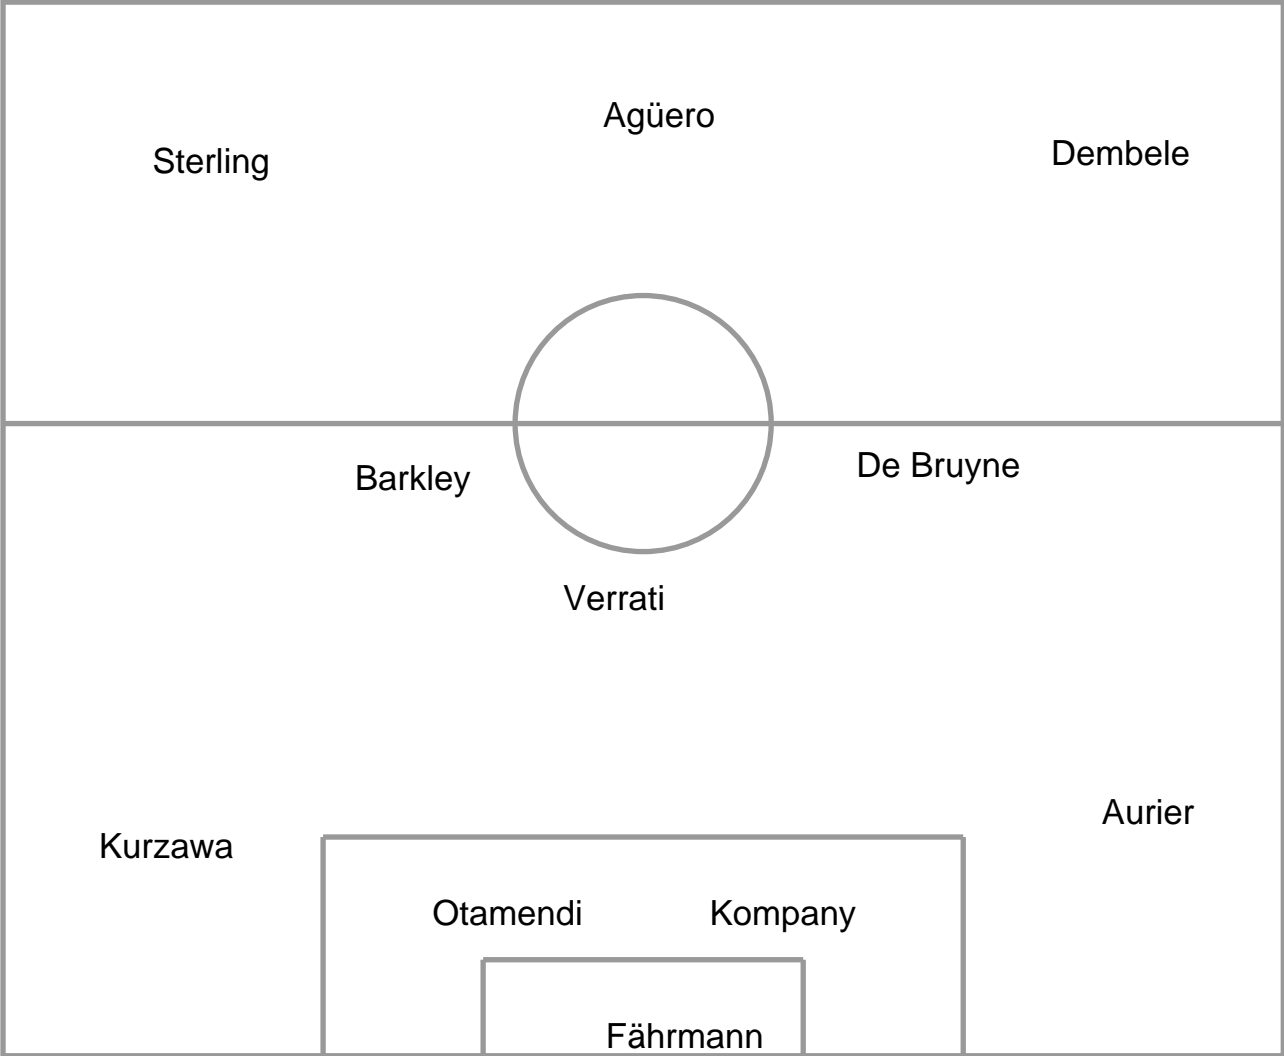 Agüero
Sterling
Dembele
Barkley
De Bruyne
Verrati
Kurzawa
Aurier
Otamendi
Kompany
Fährmann